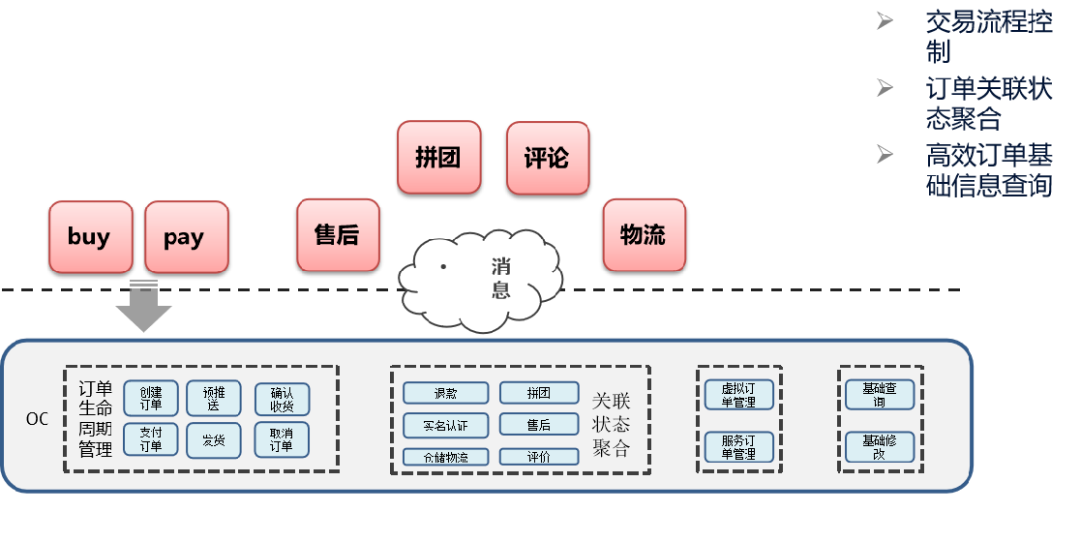 交易流程控
制
订单关联状
态聚合
高效订单基
础信息查询
拼团
评论
buy
pay
售后
物流
消
息
OC
订单
生命
周期
管理
创建
订单
预推
送
确认
收货
支付
订单
发货
取消
订单
退款
拼团
实名认证
售后
仓储物流
评价
关联
状态
聚合
虚拟订
单管理
服务订
单管理
基础查
询
基础修
改